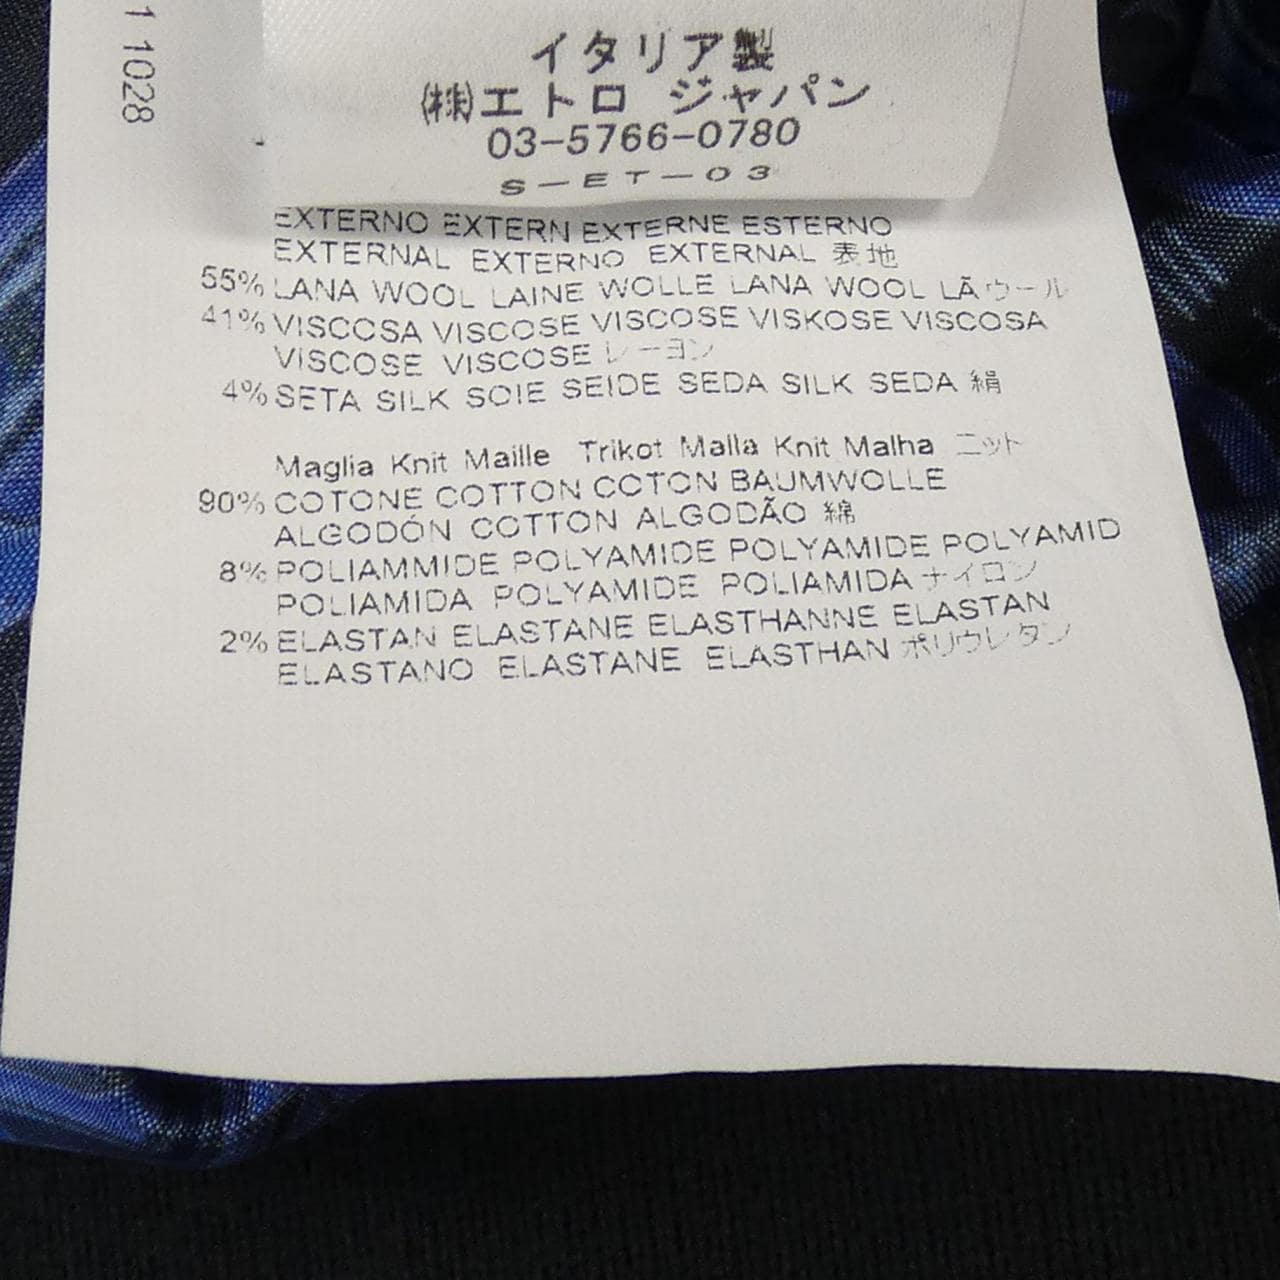 1 1028
イタリア製
(株)エトロ ジャパン
03-5766-0780
S-ET-03
EXTERNO EXTERN EXTERNE ESTERNO
EXTERNAL EXTERNO EXTERNAL 表地
55% LANA WOOL LAINE WOLLE LANA WOOL LÃ ウール
41% VISCOSA VISCOSE VISCOSE VISKOSE VISCOSA
VISCOSE VISCOSE レーヨン
4% SETA SILK SOIE SEIDE SEDA SILK SEDA 絹
Maglia Knit Maille Trikot Malla Knit Malha ニット
90% COTONE COTTON COTON BAUMWOLLE
ALGODÓN COTTON ALGODÃO 綿
8% POLIAMMIDE POLYAMIDE POLYAMIDE POLYAMID
POLIAMIDA POLYAMIDE POLIAMIDA ナイロン
2% ELASTAN ELASTANE ELASTHANNE ELASTAN
ELASTANO ELASTANE ELASTHAN ポリウレタン